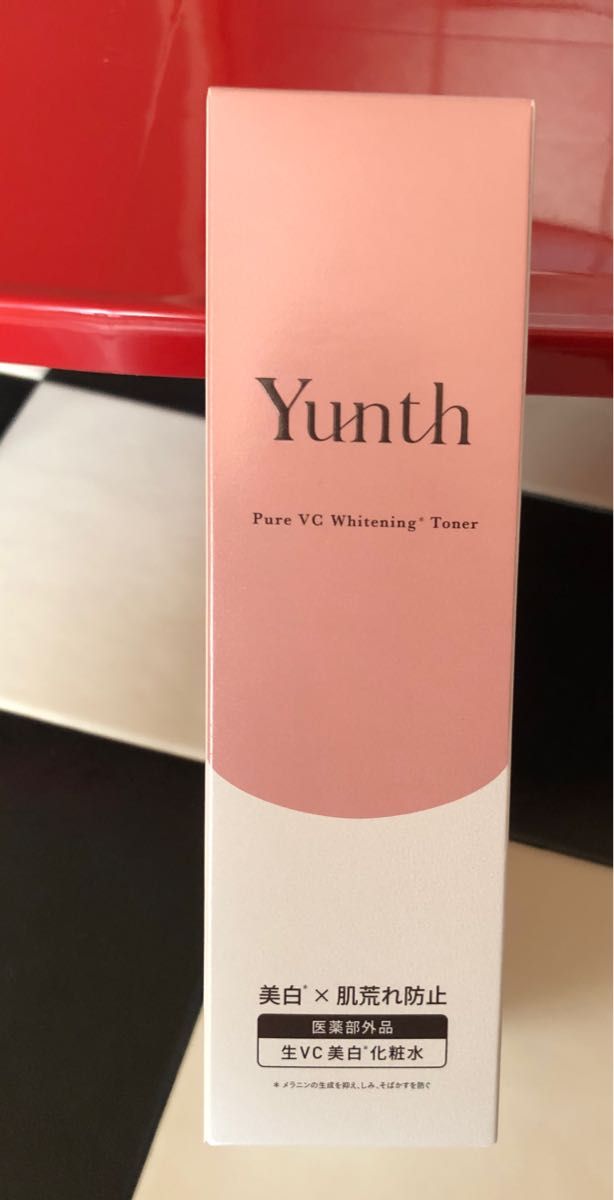 Yunth
Pure VC Whitening* Toner
美白* × 肌荒れ防止
医薬部外品
生VC 美白*化粧水
* メラニンの生成を抑え、しみ、そばかすを防ぐ